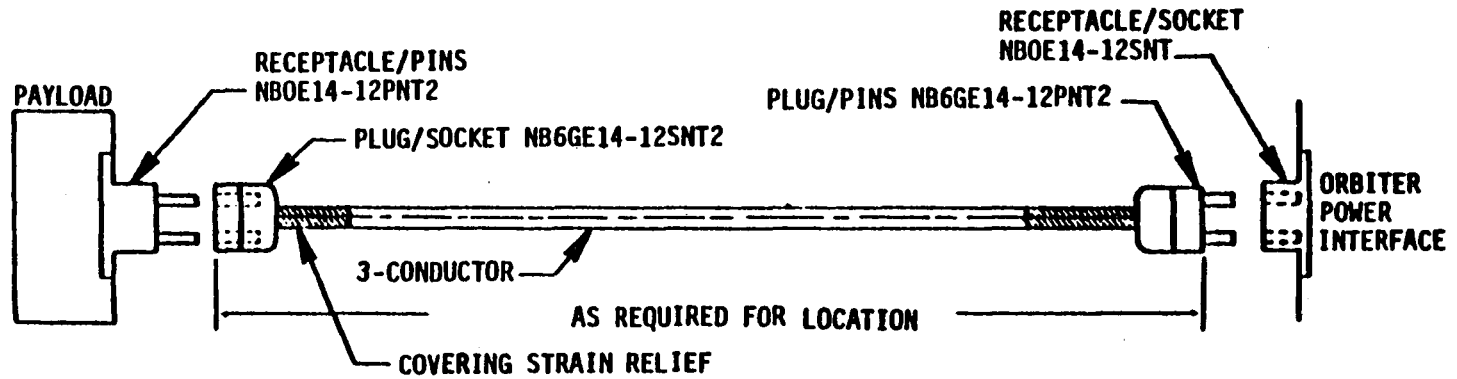 RECEPTACLE/SOCKET
NBOE14-12SNT
RECEPTACLE/PINS
NBOE14-12PNT2
PAYLOAD
PLUG/PINS NB6GE14-12PNT2
PLUG/SOCKET NB6GE14-12SNT2
ORBITER
POWER
INTERFACE
3-CONDUCTOR
AS REQUIRED FOR LOCATION
COVERING STRAIN RELIEF